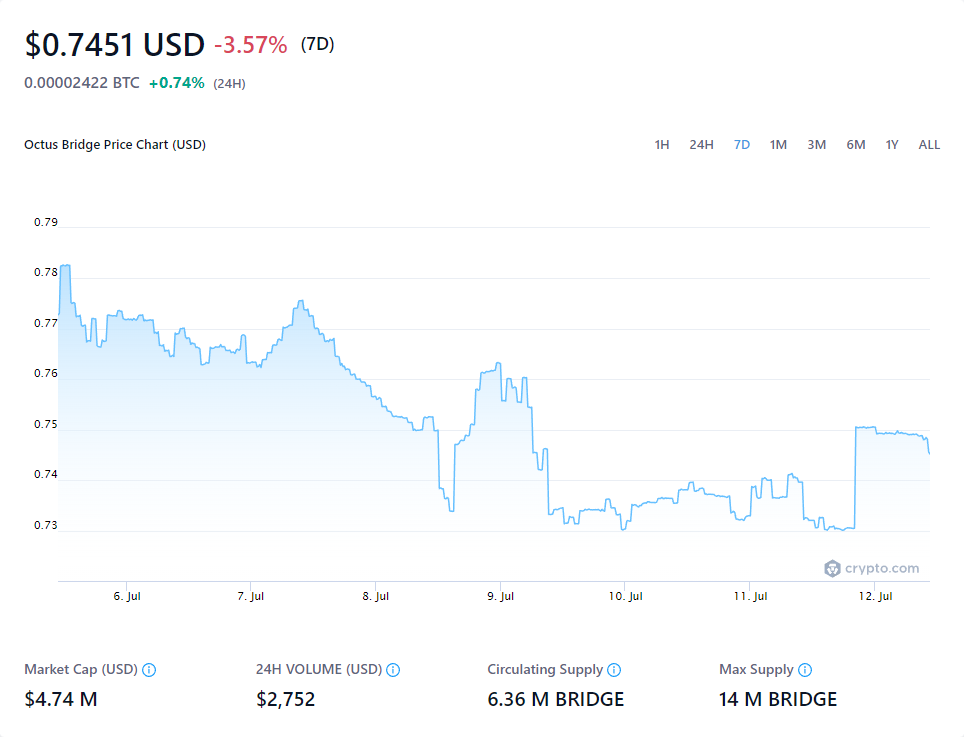 $0.7451 USD -3.57% (7D)
0.00002422 BTC +0.74% (24H)
Octus Bridge Price Chart (USD) 1H 24H 7D 1M 3M 6M 1Y ALL
0.79
0.78
0.77
0.76
0.75
0.74
0.73
crypto.com
6. Jul 7. Jul 8. Jul 9. Jul 10. Jul 11. Jul 12. Jul
Market Cap (USD) 24H VOLUME (USD) Circulating Supply Max Supply
$4.74 M $2,752 6.36 M BRIDGE 14 M BRIDGE